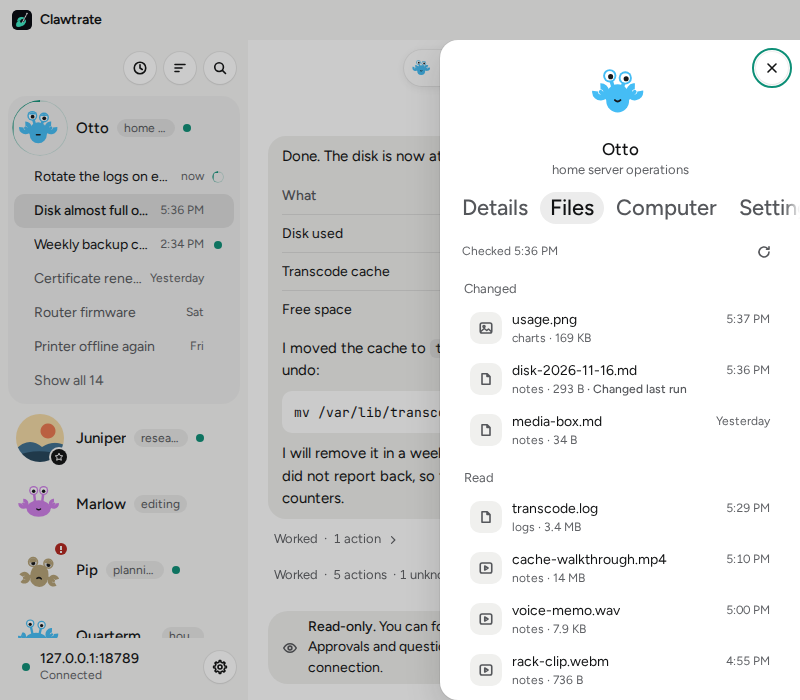 Clawtrate
Otto home ...
Rotate the logs on e... now
Disk almost full o... 5:36 PM
Weekly backup c... 2:34 PM
Certificate rene... Yesterday
Router firmware Sat
Printer offline again Fri
Show all 14
Juniper resea...
Marlow editing
Pip planni...
Quarterm hou
127.0.0.1:18789
Connected
Done. The disk is now at
What
Disk used
Transcode cache
Free space
I moved the cache to t
undo:
mv /var/lib/transco
I will remove it in a week
did not report back, so
counters.
Worked · 1 action
Worked · 5 actions · 1 unkno
Read-only. You can fo
Approvals and questi
connection.
Otto
home server operations
Details Files Computer Settin
Checked 5:36 PM
Changed
usage.png 5:37 PM
charts · 169 KB
disk-2026-11-16.md 5:36 PM
notes · 293 B · Changed last run
media-box.md Yesterday
notes · 34 B
Read
transcode.log 5:29 PM
logs · 3.4 MB
cache-walkthrough.mp4 5:10 PM
notes · 14 MB
voice-memo.wav 5:00 PM
notes · 7.9 KB
rack-clip.webm 4:55 PM
notes · 736 B